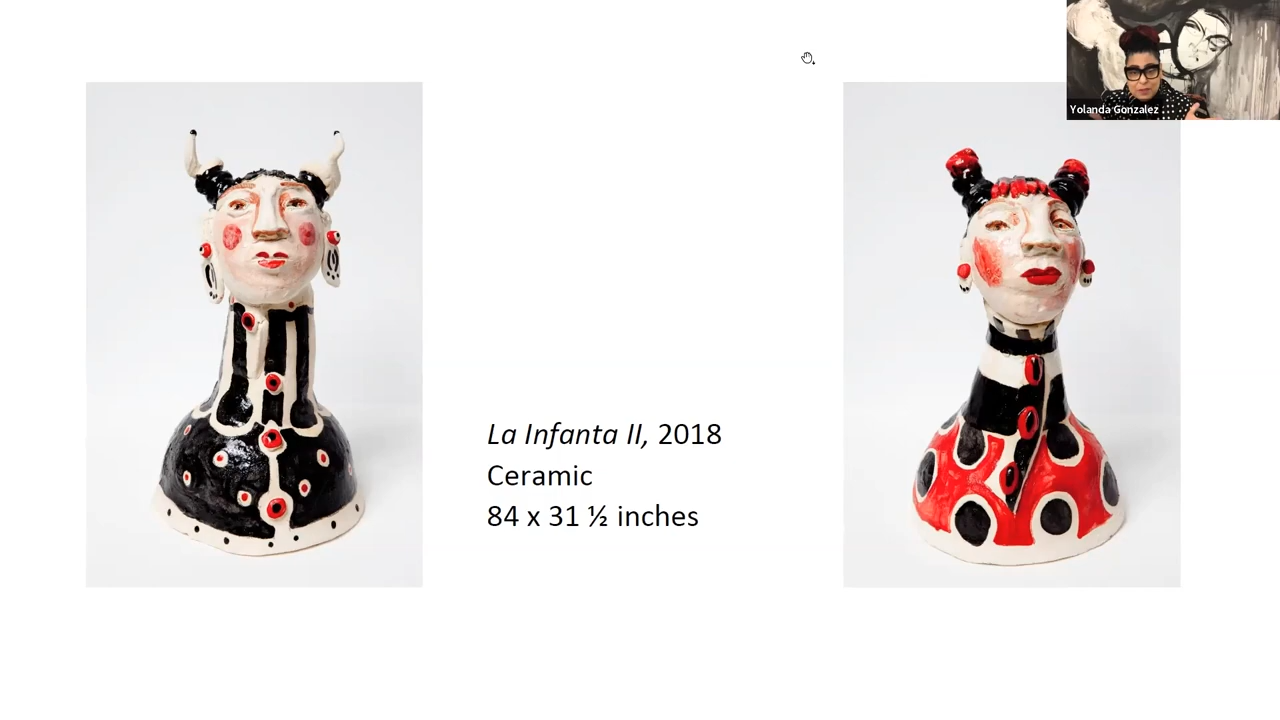 Yolanda Gonzalez
La Infanta II, 2018
Ceramic
84 x 31 ½ inches